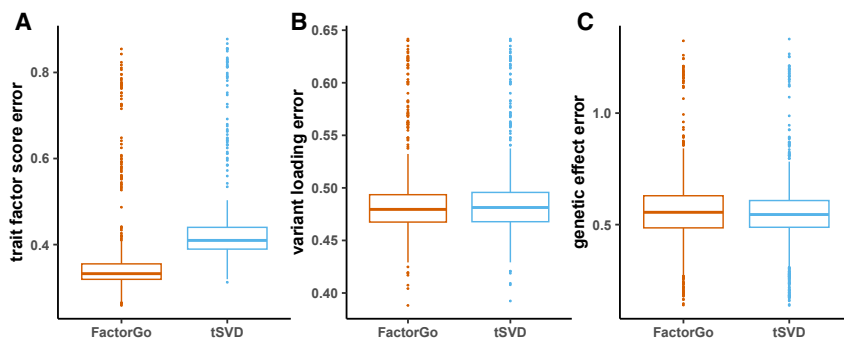 A
trait factor score error
0.8
0.6
0.4
FactorGo
tSVD
B
variant loading error
0.65
0.60
0.55
0.50
0.45
0.40
FactorGo
tSVD
C
genetic effect error
1.0
0.5
FactorGo
tSVD